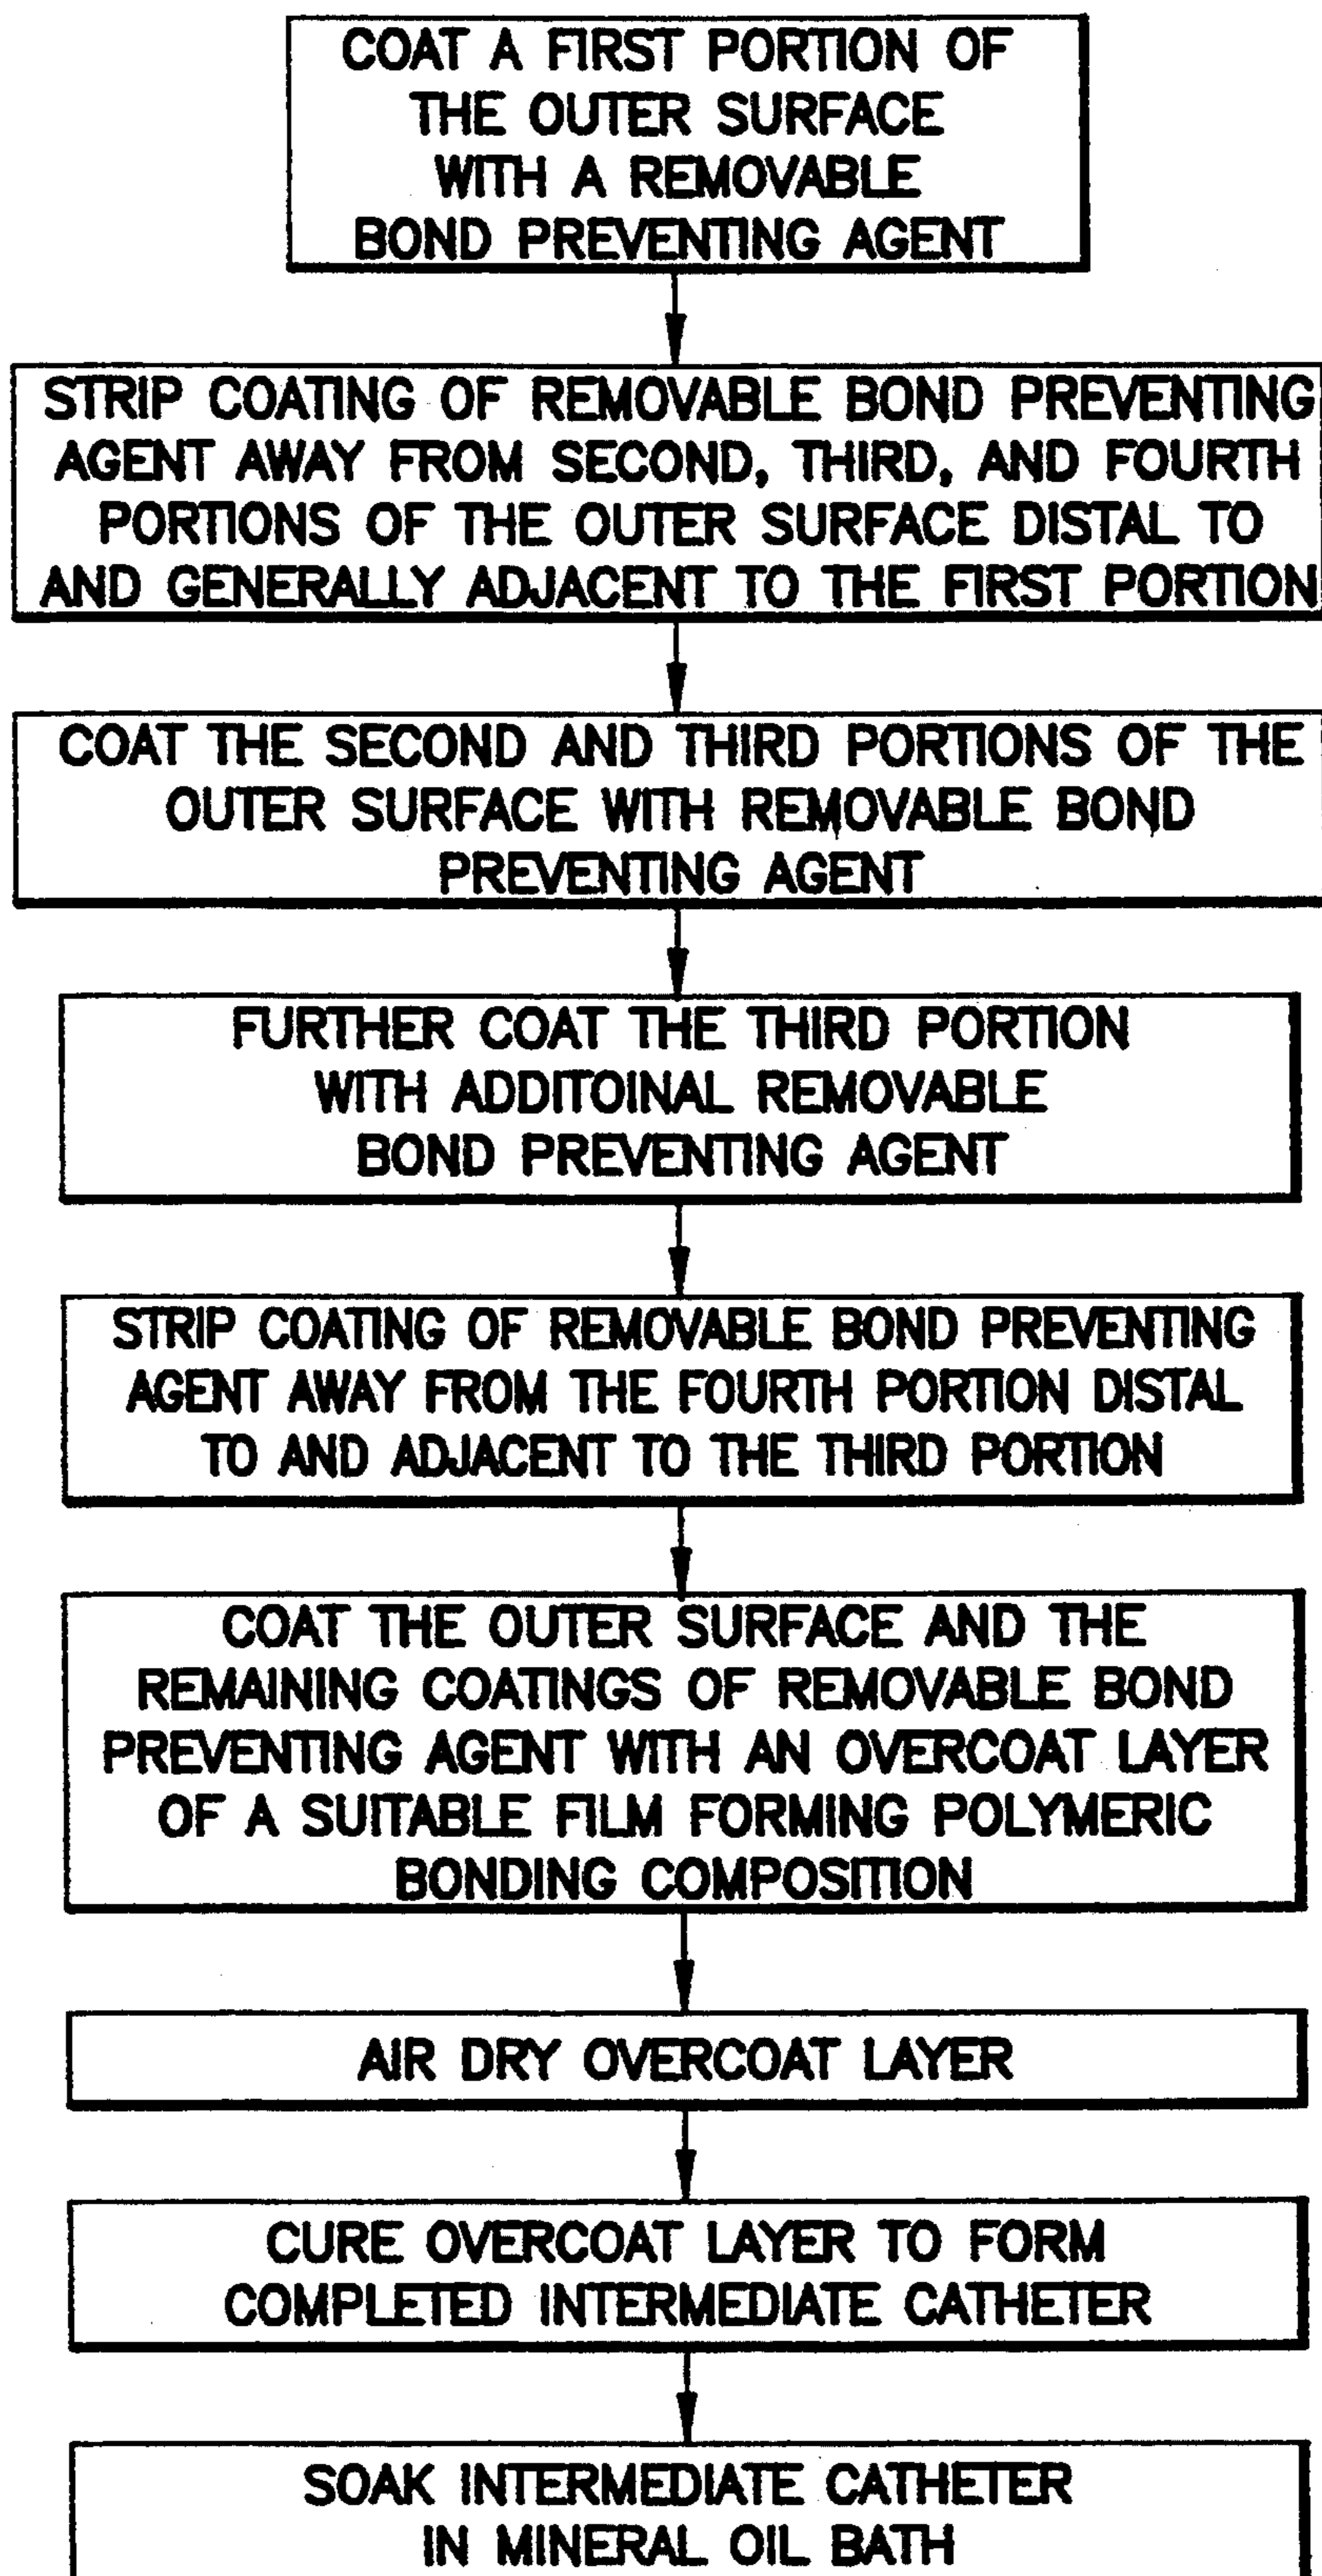 COAT A FIRST PORTION OF
THE OUTER SURFACE
WITH A REMOVABLE
BOND PREVENTING AGENT
STRIP COATING OF REMOVABLE BOND PREVENTING
AGENT AWAY FROM SECOND, THIRD, AND FOURTH
PORTIONS OF THE OUTER SURFACE DISTAL TO
AND GENERALLY ADJACENT TO THE FIRST PORTION
COAT THE SECOND AND THIRD PORTIONS OF THE
OUTER SURFACE WITH REMOVABLE BOND
PREVENTING AGENT
FURTHER COAT THE THIRD PORTION
WITH ADDITOINAL REMOVABLE
BOND PREVENTING AGENT
STRIP COATING OF REMOVABLE BOND PREVENTING
AGENT AWAY FROM THE FOURTH PORTION DISTAL
TO AND ADJACENT TO THE THIRD PORTION
COAT THE OUTER SURFACE AND THE
REMAINING COATINGS OF REMOVABLE BOND
PREVENTING AGENT WITH AN OVERCOAT LAYER
OF A SUITABLE FILM FORMING POLYMERIC
BONDING COMPOSITION
AIR DRY OVERCOAT LAYER
CURE OVERCOAT LAYER TO FORM
COMPLETED INTERMEDIATE CATHETER
SOAK INTERMEDIATE CATHETER
IN MINERAL OIL BATH